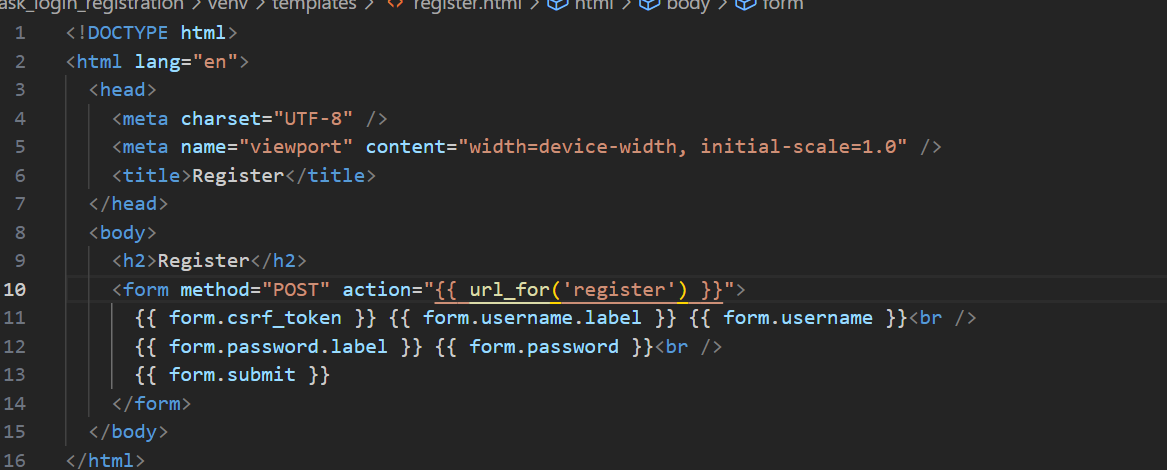 ask_login_registration > venv > templates > <> register.html > html > body > form
1 <!DOCTYPE html>
2 <html lang="en">
3 <head>
4 <meta charset="UTF-8" />
5 <meta name="viewport" content="width=device-width, initial-scale=1.0" />
6 <title>Register</title>
7 </head>
8 <body>
9 <h2>Register</h2>
10 <form method="POST" action="{{ url_for('register') }}">
11 {{ form.csrf_token }} {{ form.username.label }} {{ form.username }}<br />
12 {{ form.password.label }} {{ form.password }}<br />
13 {{ form.submit }}
14 </form>
15 </body>
16 </html>